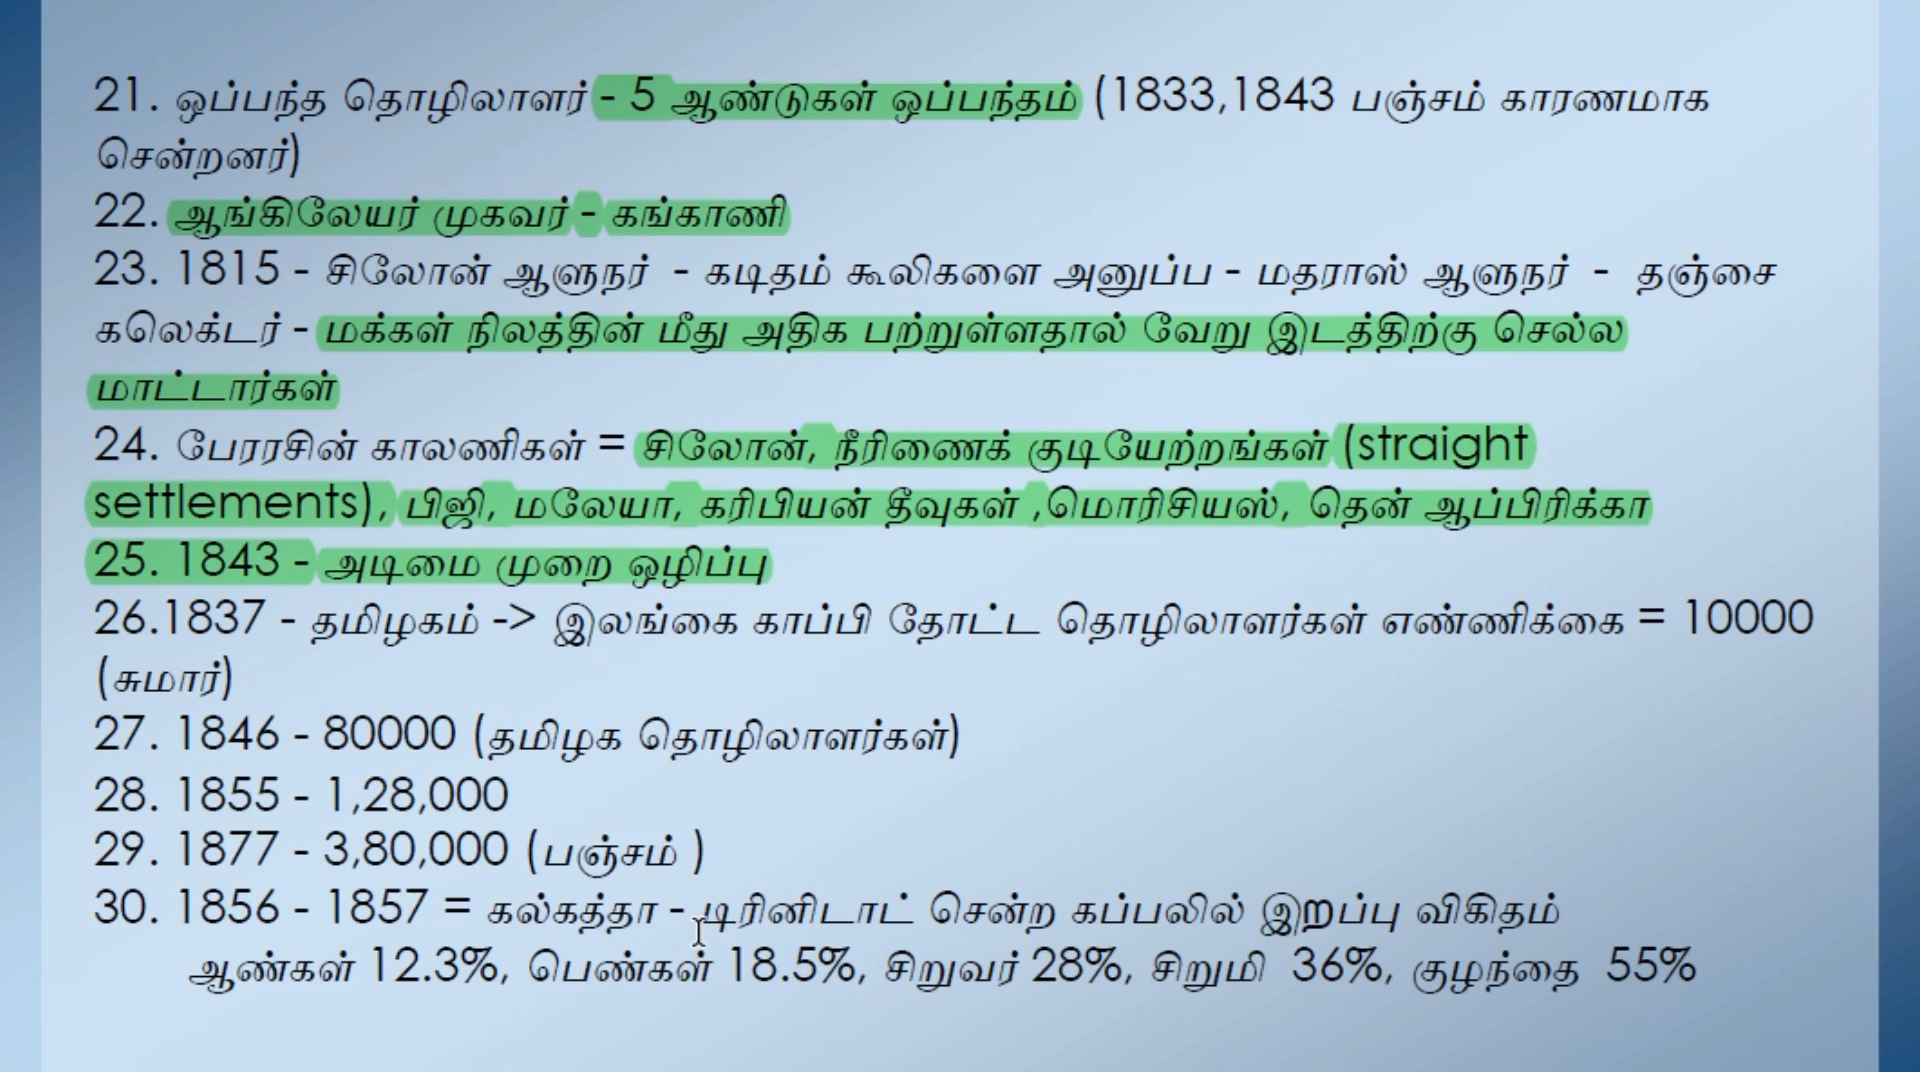 21. ஒப்பந்த தொழிலாளர் - 5 ஆண்டுகள் ஒப்பந்தம் (1833,1843 பஞ்சம் காரணமாக
சென்றனர்)
22. ஆங்கிலேயர் முகவர் - கங்காணி
23. 1815 - சிலோன் ஆளுநர் - கடிதம் கூலிகளை அனுப்ப - மதராஸ் ஆளுநர் - தஞ்சை
கலெக்டர் - மக்கள் நிலத்தின் மீது அதிக பற்றுள்ளதால் வேறு இடத்திற்கு செல்ல
மாட்டார்கள்
24. பேரரசின் காலணிகள் = சிலோன், நீரிணைக் குடியேற்றங்கள் (straight
settlements), பிஜி, மலேயா, கரிபியன் தீவுகள் ,மொரிசியஸ், தென் ஆப்பிரிக்கா
25. 1843 - அடிமை முறை ஒழிப்பு
26.1837 - தமிழகம் -> இலங்கை காப்பி தோட்ட தொழிலாளர்கள் எண்ணிக்கை = 10000
(சுமார்)
27. 1846 - 80000 (தமிழக தொழிலாளர்கள்)
28. 1855 - 1,28,000
29. 1877 - 3,80,000 (பஞ்சம் )
30. 1856 - 1857 = கல்கத்தா - டிரினிடாட் சென்ற கப்பலில் இறப்பு விகிதம்
ஆண்கள் 12.3%, பெண்கள் 18.5%, சிறுவர் 28%, சிறுமி 36%, குழந்தை 55%